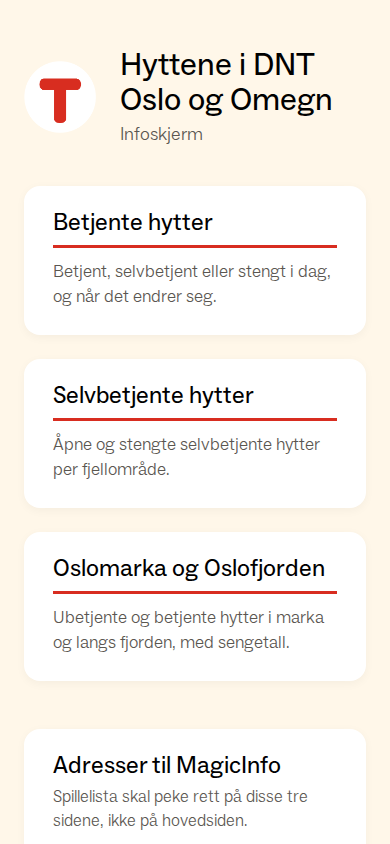 T
Hyttene i DNT
Oslo og Omegn
Infoskjerm
Betjente hytter
Betjent, selvbetjent eller stengt i dag,
og når det endrer seg.
Selvbetjente hytter
Åpne og stengte selvbetjente hytter
per fjellområde.
Oslomarka og Oslofjorden
Ubetjente og betjente hytter i marka
og langs fjorden, med sengetall.
Adresser til MagicInfo
Spillelista skal peke rett på disse tre
sidene, ikke på hovedsiden.